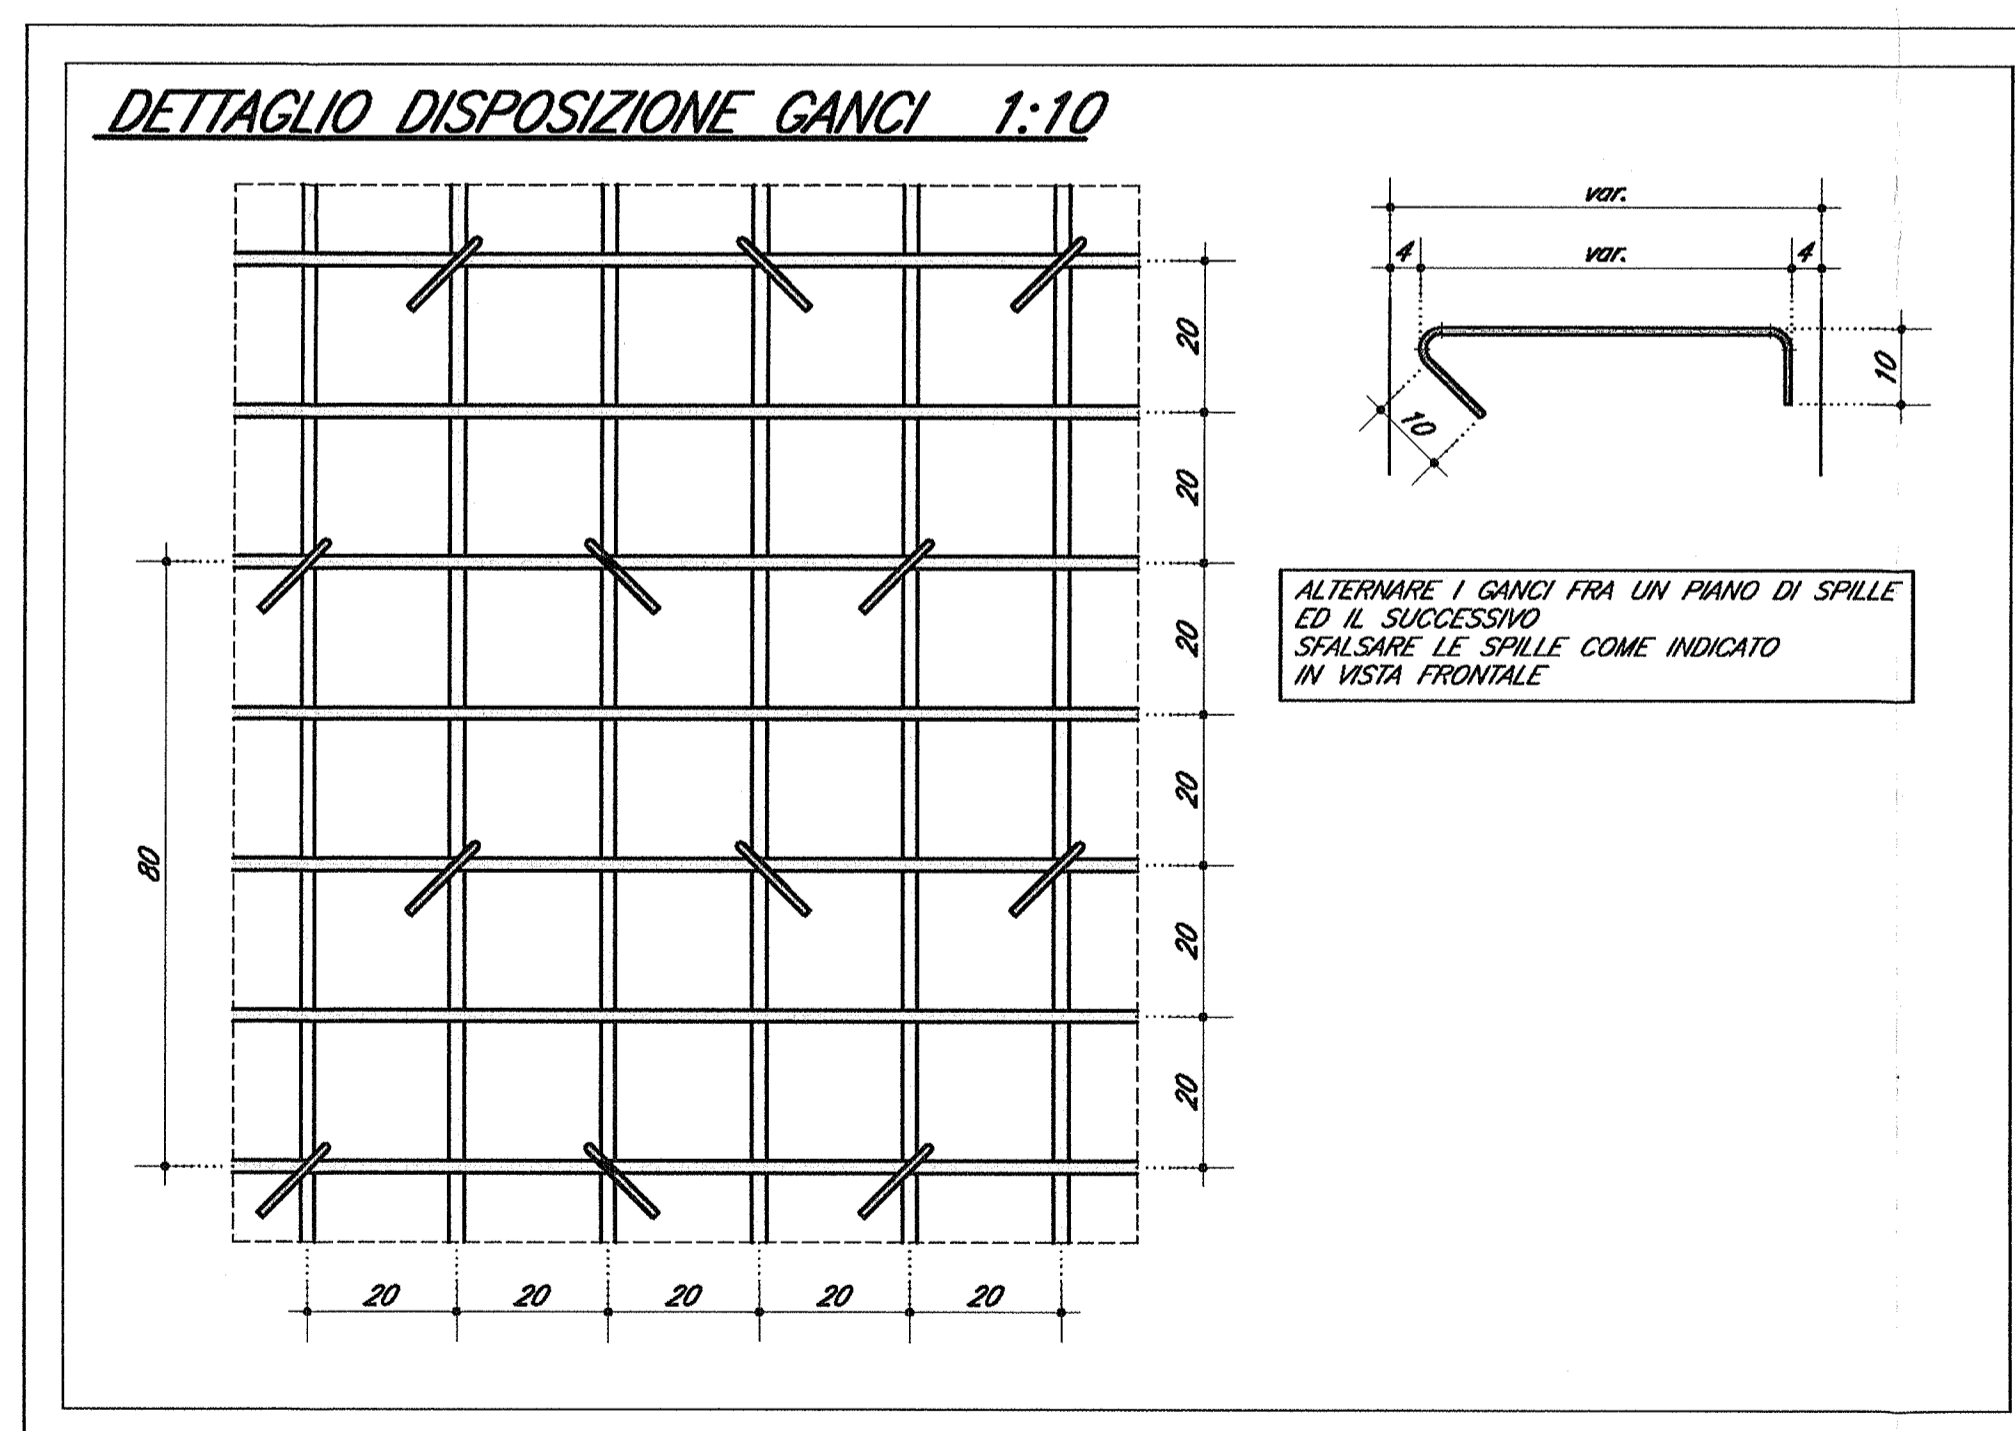 DETTAGLIO DISPOSIZIONE GANCI 1:10
var.
4 var. 4
20
10
10
20
ALTERNARE I GANCI FRA UN PIANO DI SPILLE
ED IL SUCCESSIVO
SFALSARE LE SPILLE COME INDICATO
IN VISTA FRONTALE
20
20
80
20
20
20 20 20 20 20